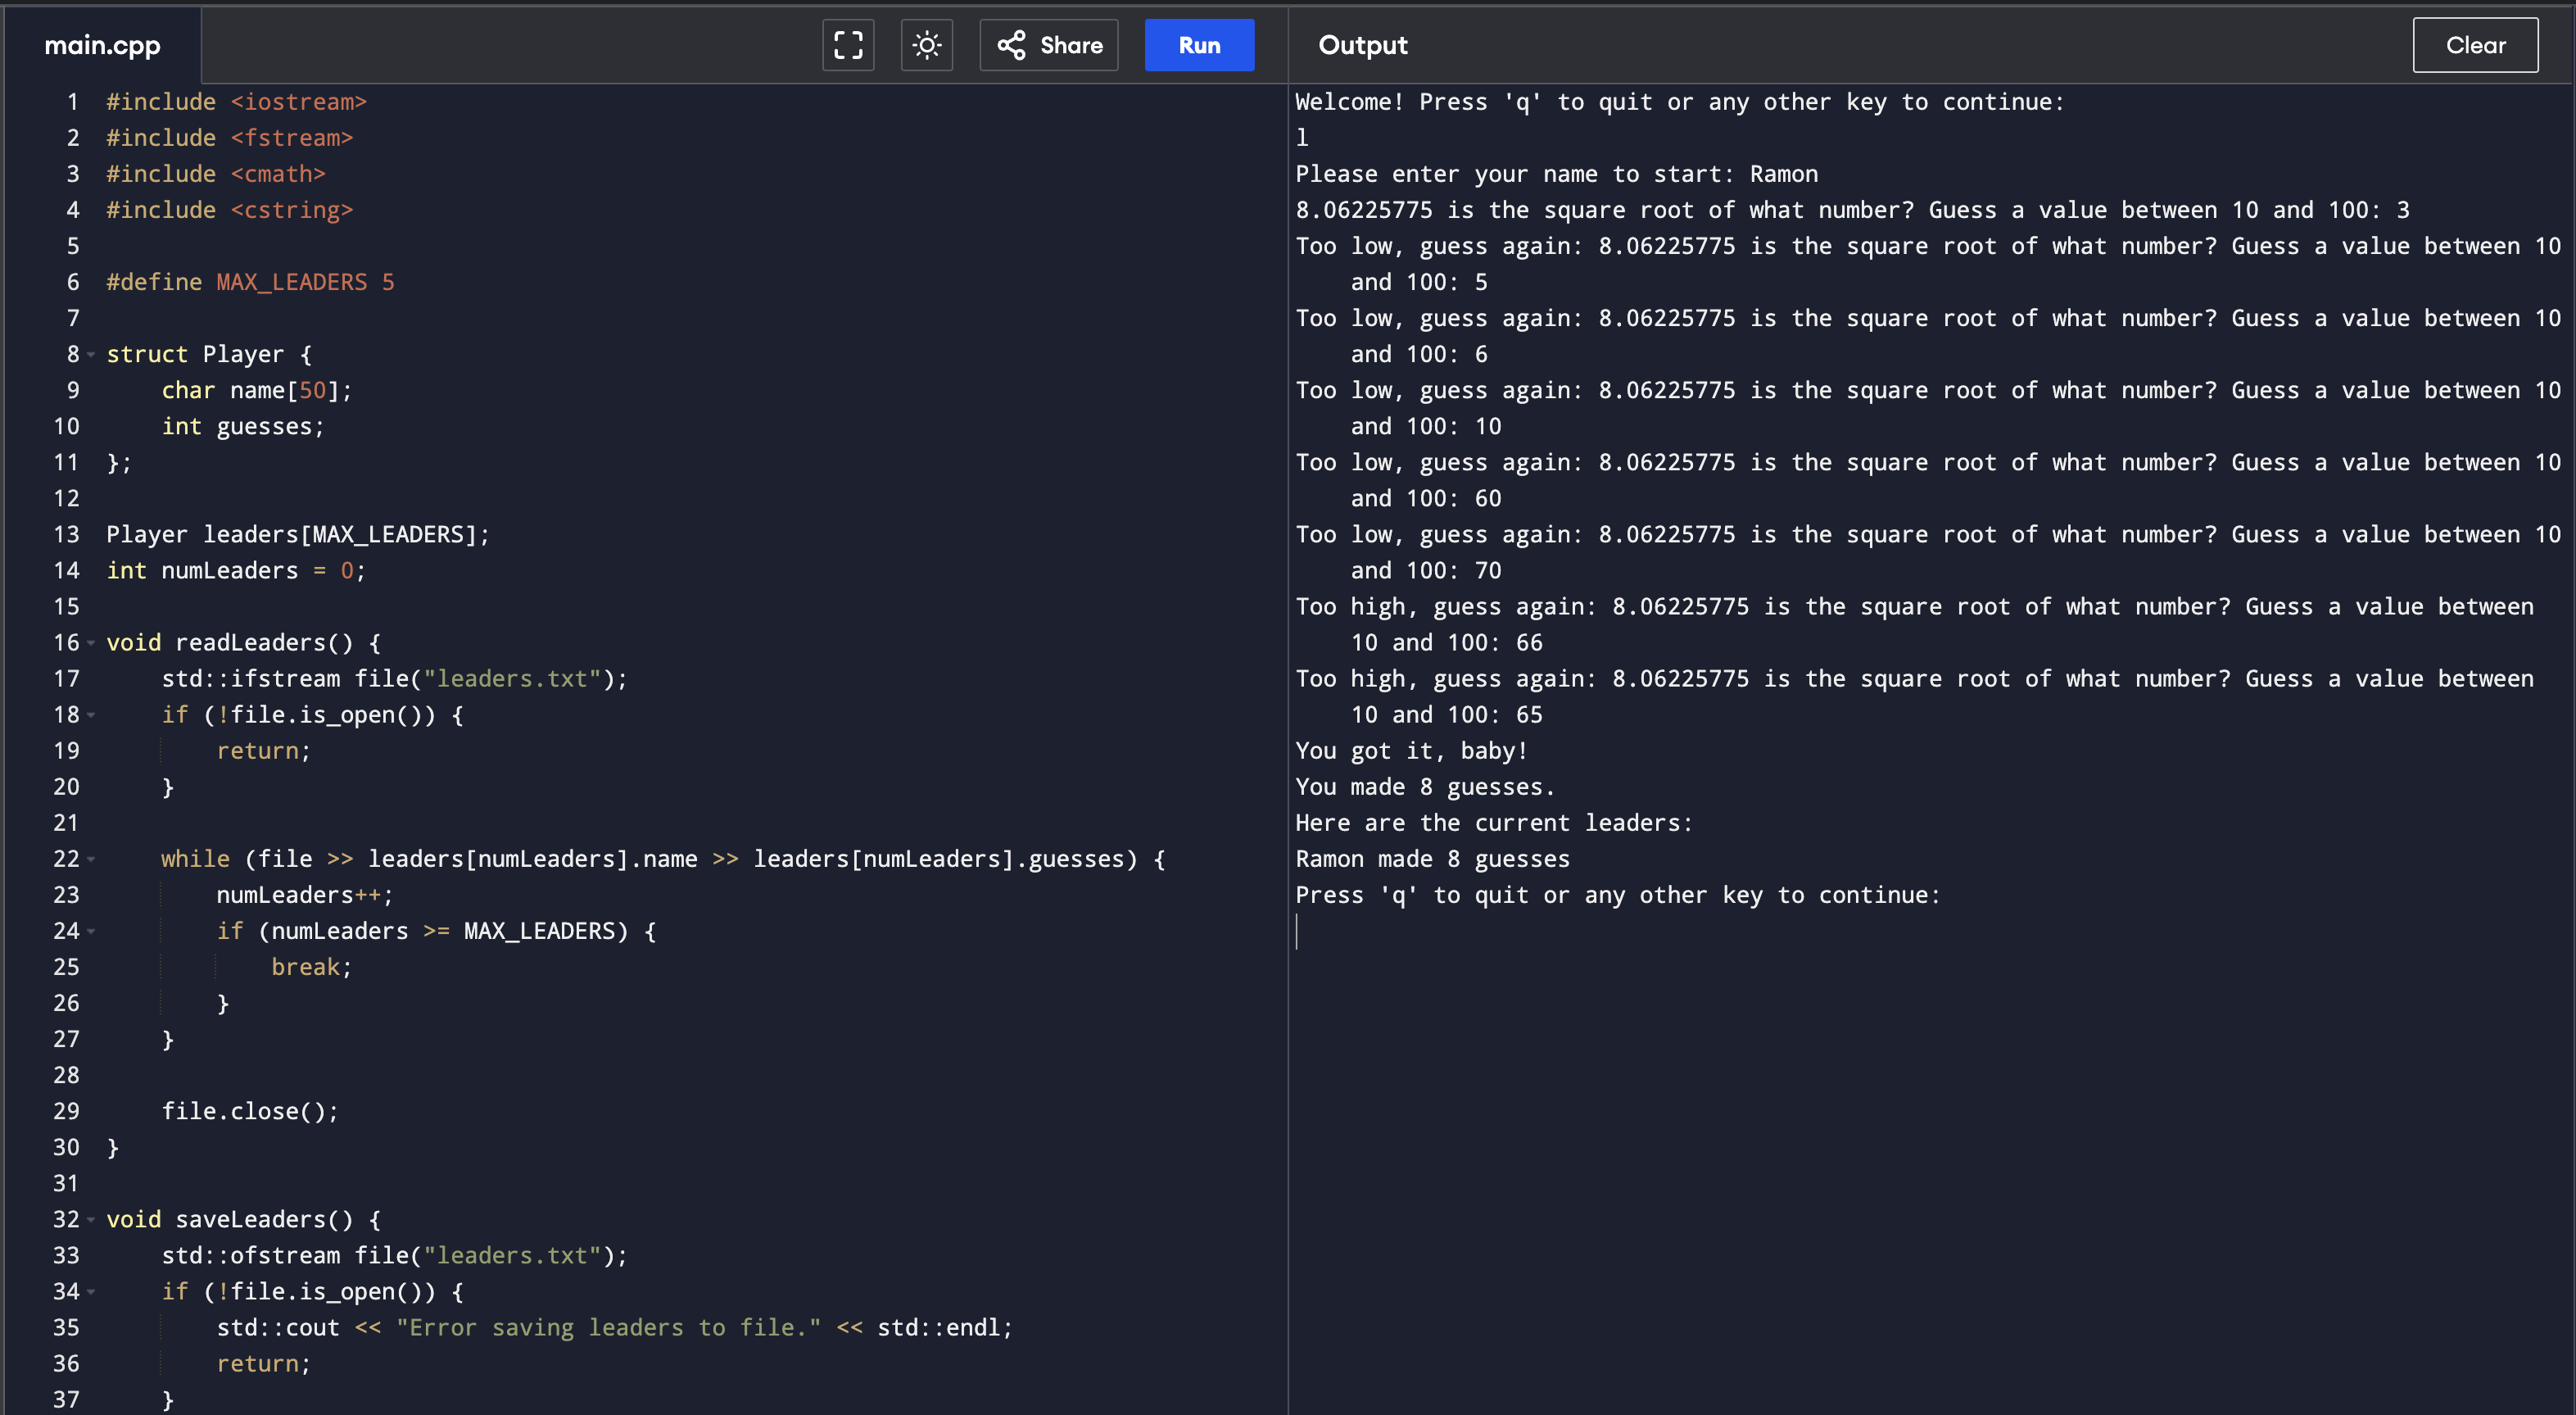 main.cpp
Share
Run
Output
Clear
1 #include <iostream>
2 #include <fstream>
3 #include <cmath>
4 #include <cstring>
5
6 #define MAX_LEADERS 5
7
8 struct Player {
9     char name[50];
10     int guesses;
11 };
12
13 Player leaders[MAX_LEADERS];
14 int numLeaders = 0;
15
16 void readLeaders() {
17     std::ifstream file("leaders.txt");
18     if (!file.is_open()) {
19         return;
20     }
21
22     while (file >> leaders[numLeaders].name >> leaders[numLeaders].guesses) {
23         numLeaders++;
24         if (numLeaders >= MAX_LEADERS) {
25             break;
26         }
27     }
28
29     file.close();
30 }
31
32 void saveLeaders() {
33     std::ofstream file("leaders.txt");
34     if (!file.is_open()) {
35         std::cout << "Error saving leaders to file." << std::endl;
36         return;
37     }
Welcome! Press 'q' to quit or any other key to continue:
l
Please enter your name to start: Ramon
8.06225775 is the square root of what number? Guess a value between 10 and 100: 3
Too low, guess again: 8.06225775 is the square root of what number? Guess a value between 10
and 100: 5
Too low, guess again: 8.06225775 is the square root of what number? Guess a value between 10
and 100: 6
Too low, guess again: 8.06225775 is the square root of what number? Guess a value between 10
and 100: 10
Too low, guess again: 8.06225775 is the square root of what number? Guess a value between 10
and 100: 60
Too low, guess again: 8.06225775 is the square root of what number? Guess a value between 10
and 100: 70
Too high, guess again: 8.06225775 is the square root of what number? Guess a value between
10 and 100: 66
Too high, guess again: 8.06225775 is the square root of what number? Guess a value between
10 and 100: 65
You got it, baby!
You made 8 guesses.
Here are the current leaders:
Ramon made 8 guesses
Press 'q' to quit or any other key to continue: